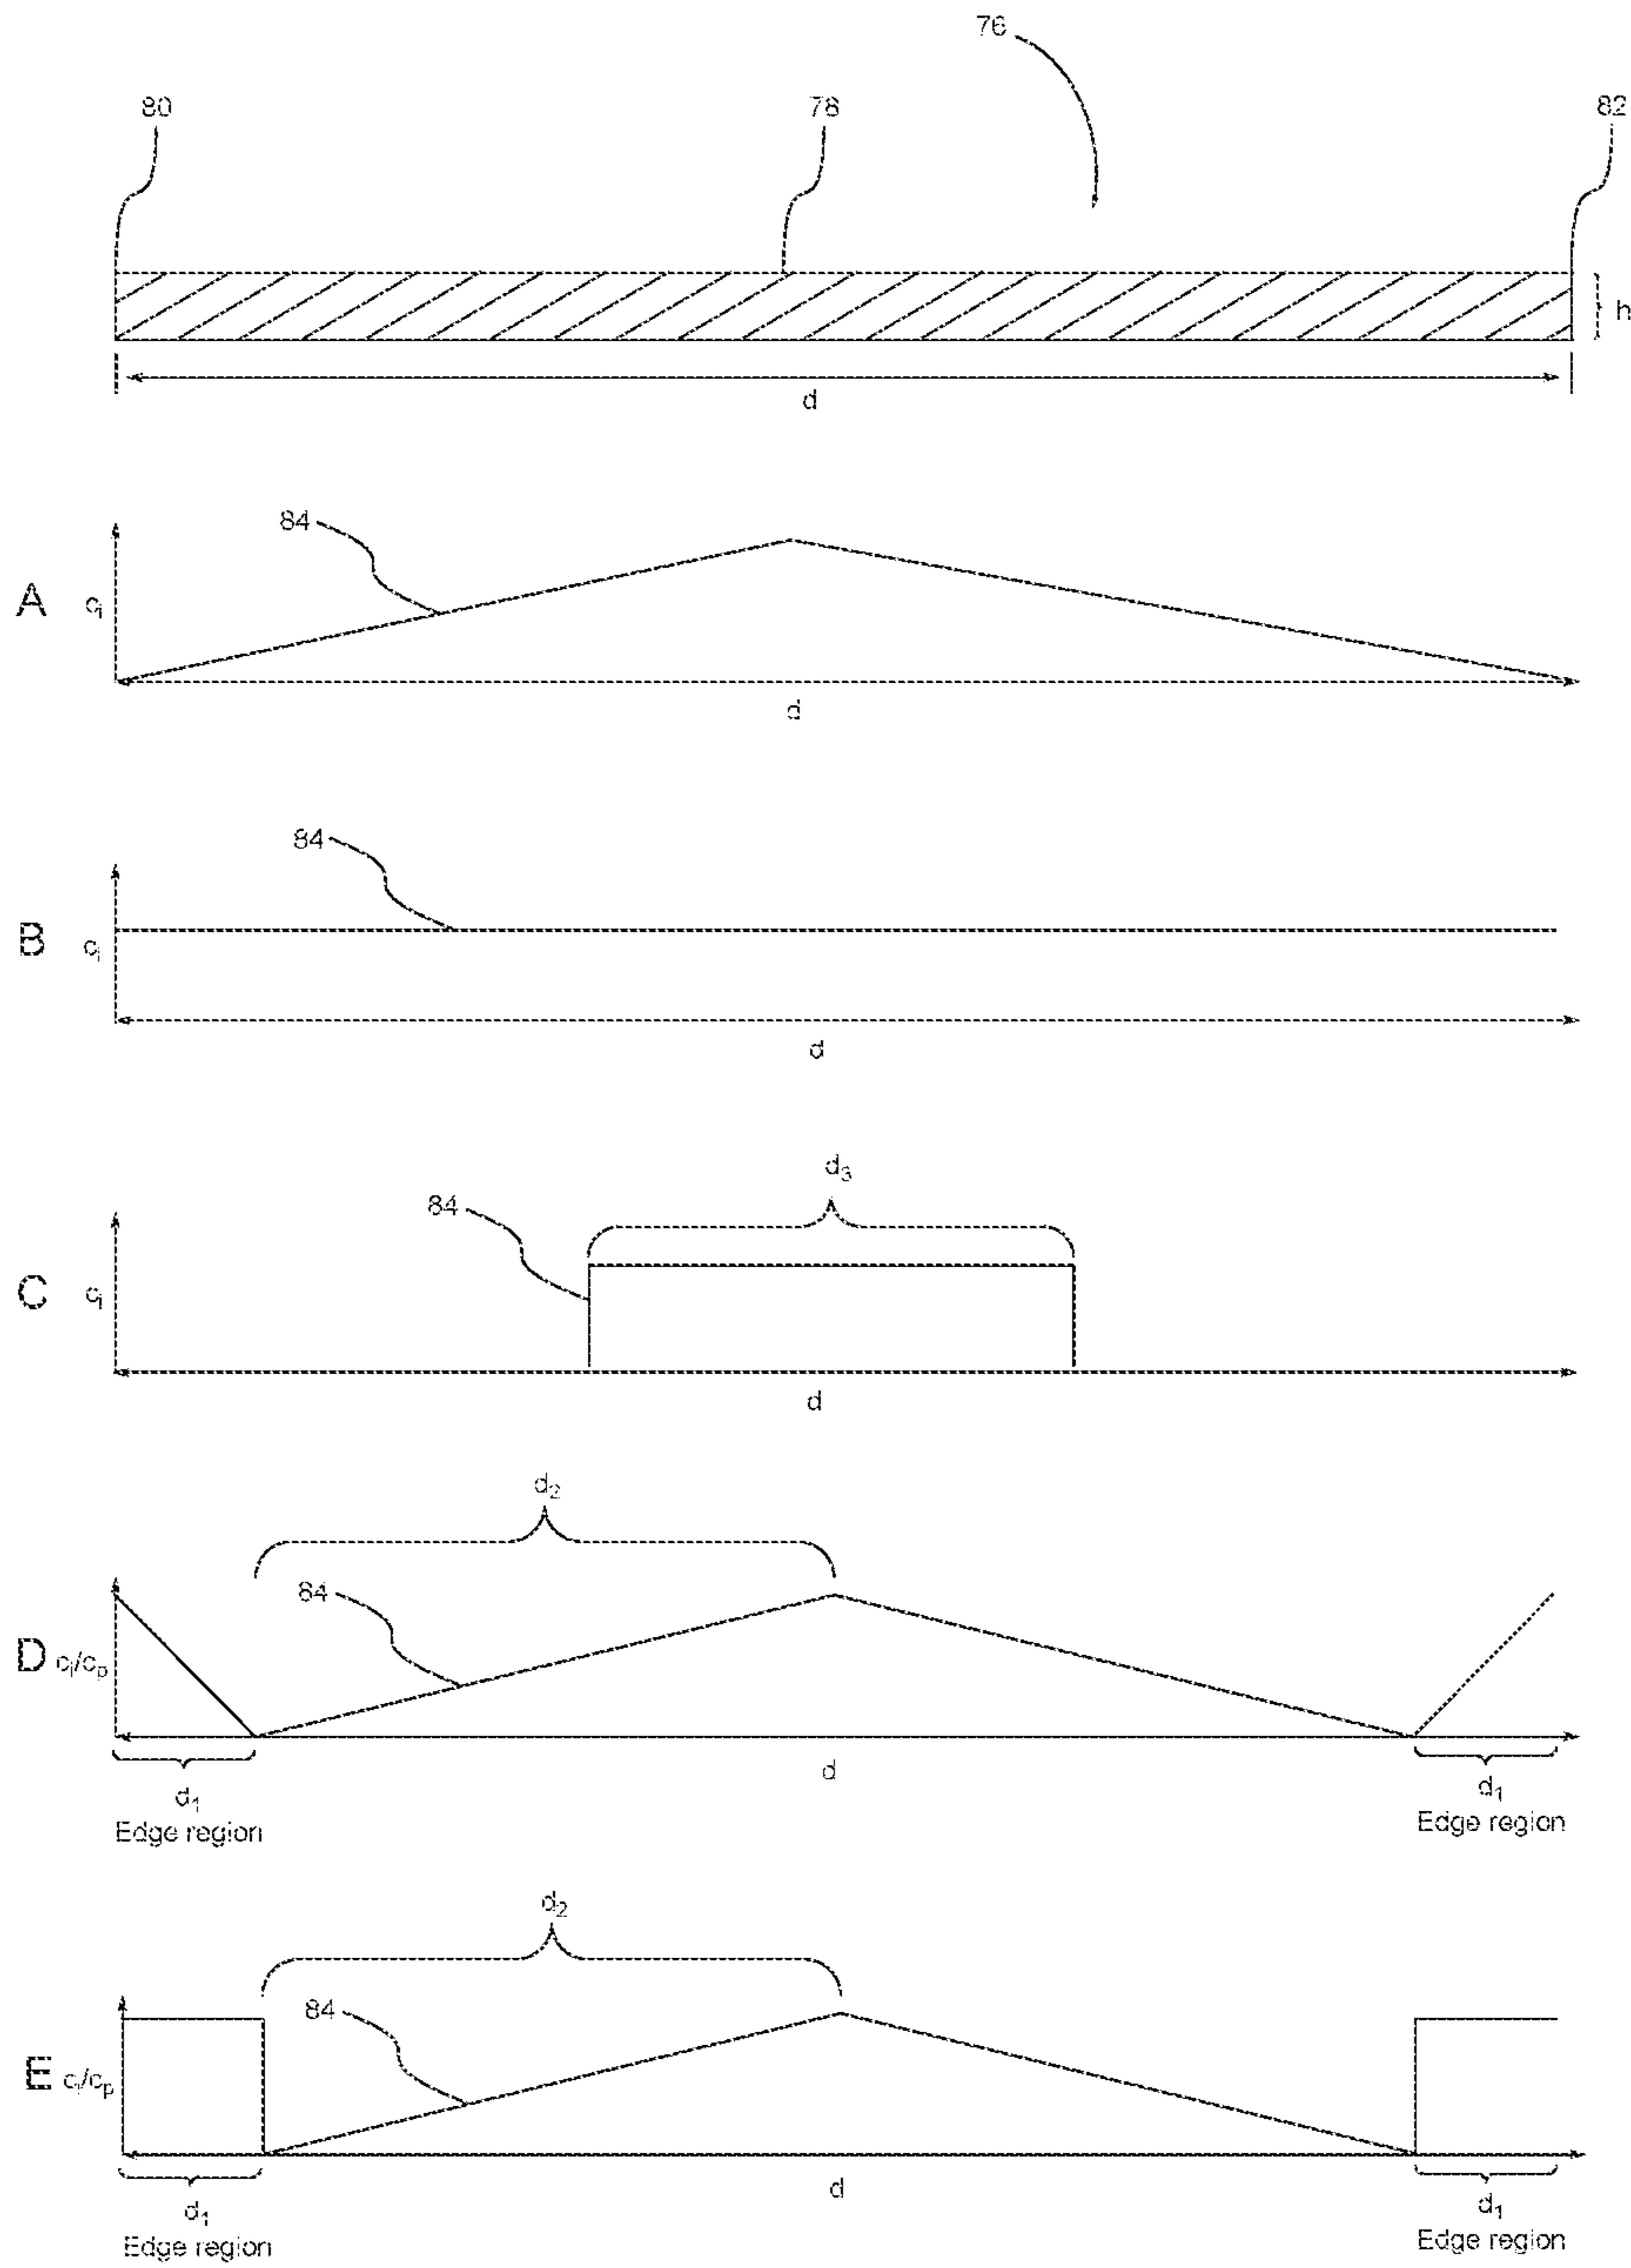 76
80
78
82
h
d
84
A
cᵢ
d
84
B
cᵢ
d
d₃
84
C
cᵢ
d
d₂
84
D cᵢ/cₚ
d
d₁
Edge region
d₁
Edge region
d₂
84
E cᵢ/cₚ
d
d₁
Edge region
d₁
Edge region